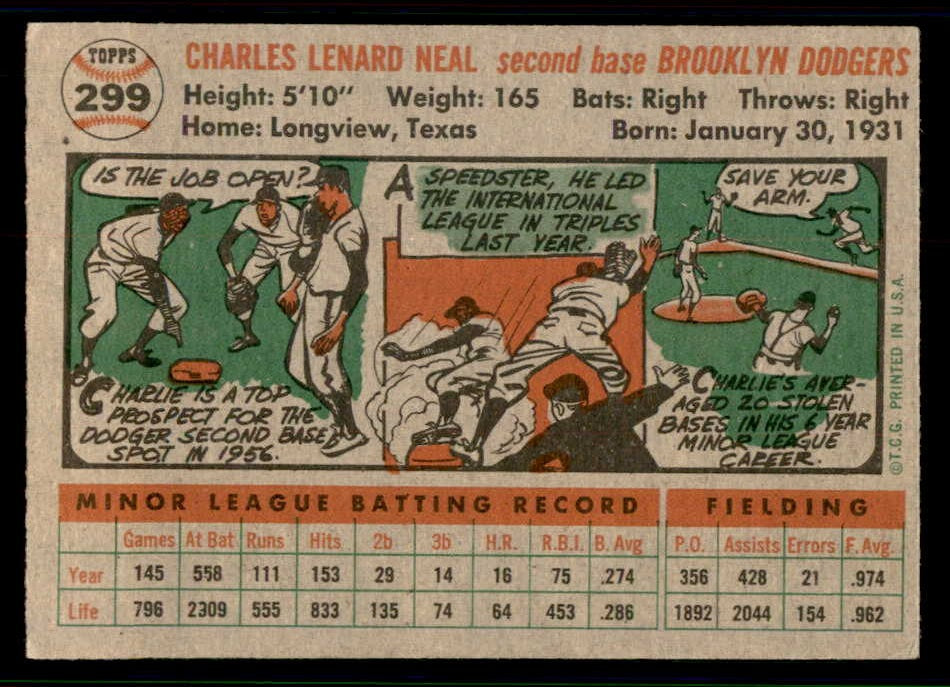 TOPPS
299
CHARLES LENARD NEAL second base BROOKLYN DODGERS
Height: 5'10" Weight: 165 Bats: Right Throws: Right
Home: Longview, Texas Born: January 30, 1931
IS THE JOB OPEN?
CHARLIE IS A TOP
PROSPECT FOR THE
DODGER SECOND BASE
SPOT IN 1956.
A SPEEDSTER, HE LED
THE INTERNATIONAL
LEAGUE IN TRIPLES
LAST YEAR.
SAVE YOUR
ARM.
CHARLIE'S AVER-
AGED 20 STOLEN
BASES IN HIS 6 YEAR
MINOR LEAGUE
CAREER.
©T.C.G. PRINTED IN U.S.A.
MINOR LEAGUE BATTING RECORD FIELDING
Games At Bat Runs Hits 2b 3b H.R. R.B.I. B. Avg P.O. Assists Errors F. Avg.
Year 145 558 111 153 29 14 16 75 .274 356 428 21 .974
Life 796 2309 555 833 135 74 64 453 .286 1892 2044 154 .962